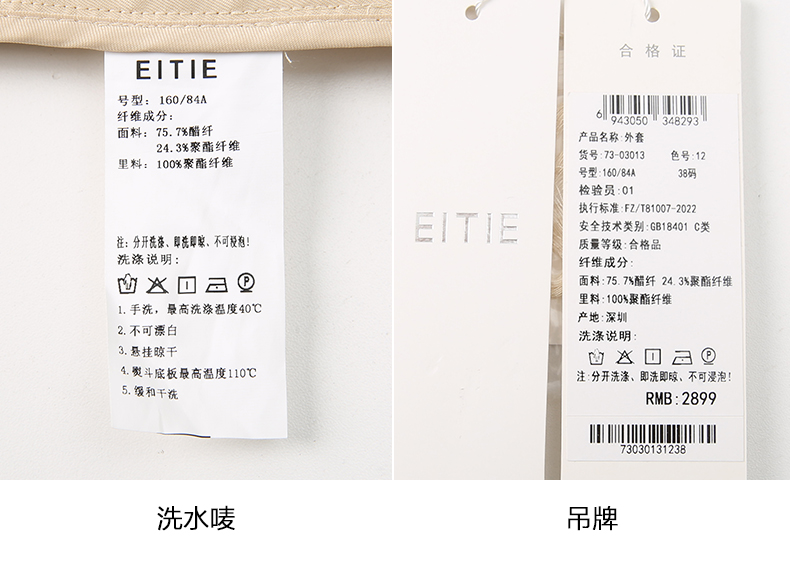 EITIE
号型: 160/84A
纤维成分:
面料: 75.7%醋纤
24.3%聚酯纤维
里料: 100%聚酯纤维
注: 分开洗涤、即洗即晾、不可浸泡!
洗涤说明:
1.手洗，最高洗涤温度40℃
2.不可漂白
3.悬挂晾干
4.熨斗底板最高温度110℃
5.缓和干洗
洗水唛
EITIE
合格证
6 943050 348293
产品名称:外套
货号:73-03013 色号:12
号型:160/84A 38码
检验员:01
执行标准:FZ/T81007-2022
安全技术类别:GB18401 C类
质量等级:合格品
纤维成分:
面料:75.7%醋纤 24.3%聚酯纤维
里料:100%聚酯纤维
产地:深圳
洗涤说明:
注:分开洗涤、即洗即晾、不可浸泡!
RMB:2899
73030131238
吊牌